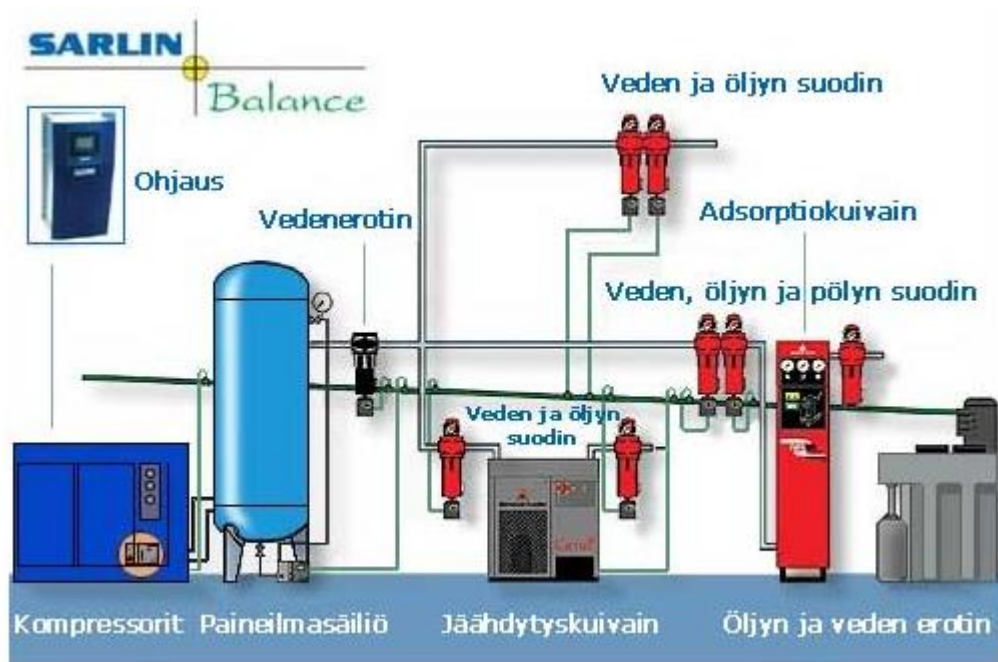 SARLIN
Balance
Veden ja öljyn suodin
Ohjaus
Vedenerotin
Adsorptiokuivain
Veden, öljyn ja pölyn suodin
Veden ja öljyn
suodin
Kompressorit Paineilmasäiliö Jäähdytyskuivain Öljyn ja veden erotin